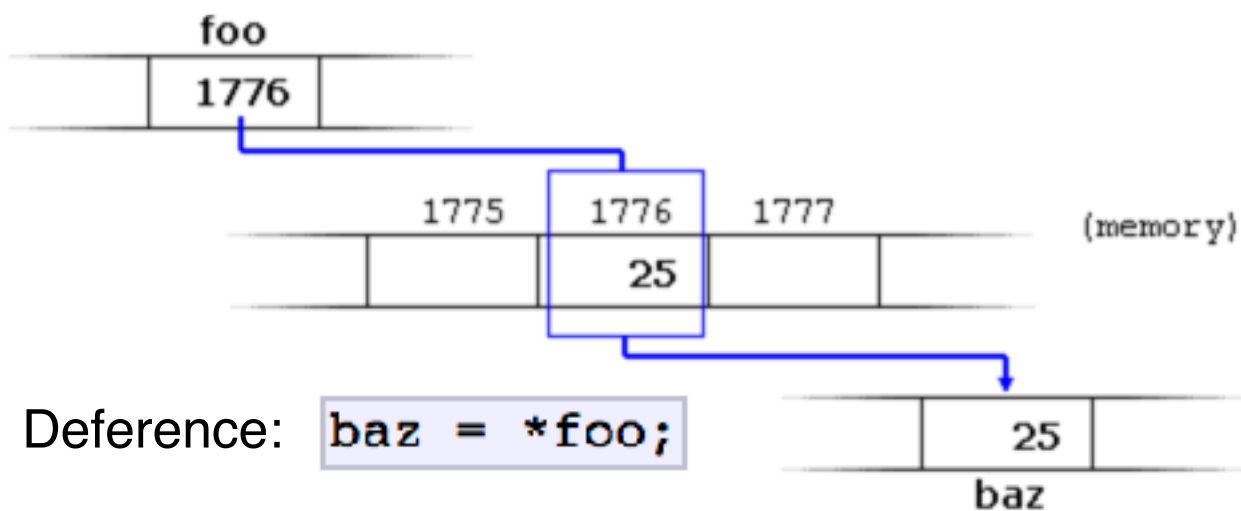 foo
1776
1775 1776 1777 (memory)
25
Deference: baz = *foo;
25
baz